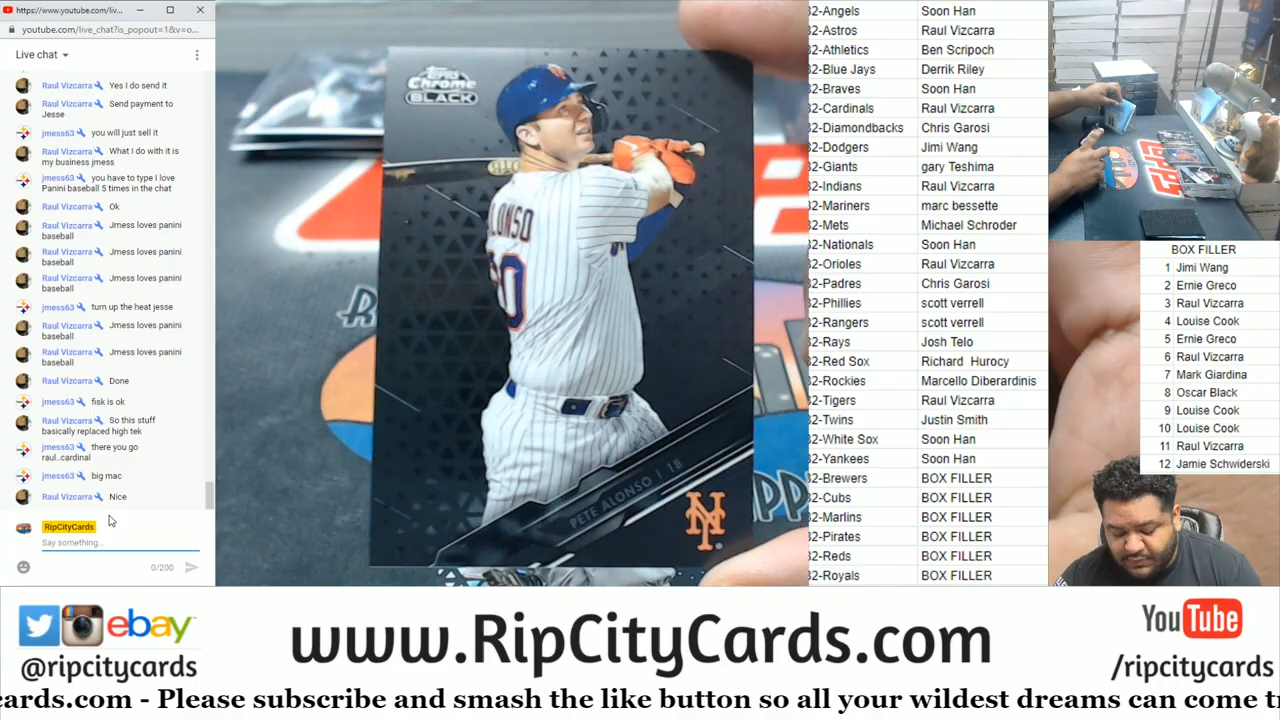 https://www.youtube.com/liv...
youtube.com/live_chat?is_popout=1&v=o...
Live chat
Raul Vizcarra Yes I do send it
Raul Vizcarra Send payment to
Jesse
jmess63 you will just sell it
Raul Vizcarra What I do with it is
my business jmess
jmess63 you have to type I love
Panini baseball 5 times in the chat
Raul Vizcarra Ok
Raul Vizcarra Jmess loves panini
baseball
Raul Vizcarra Jmess loves panini
baseball
Raul Vizcarra Jmess loves panini
baseball
jmess63 turn up the heat jesse
Raul Vizcarra Jmess loves panini
baseball
Raul Vizcarra Jmess loves panini
baseball
Raul Vizcarra Done
jmess63 fisk is ok
Raul Vizcarra So this stuff
basically replaced high tek
jmess63 there you go
raul..cardinal
jmess63 big mac
Raul Vizcarra Nice
RipCityCards
Say something...
0/200
Topps
Chrome
BLACK
ALONSO
20
PETE ALONSO | 1B
NY
32-Angels Soon Han
32-Astros Raul Vizcarra
32-Athletics Ben Scripoch
32-Blue Jays Derrik Riley
32-Braves Soon Han
32-Cardinals Raul Vizcarra
32-Diamondbacks Chris Garosi
32-Dodgers Jimi Wang
32-Giants gary Teshima
32-Indians Raul Vizcarra
32-Mariners marc bessette
32-Mets Michael Schroder
32-Nationals Soon Han
32-Orioles Raul Vizcarra
32-Padres Chris Garosi
32-Phillies scott verrell
32-Rangers scott verrell
32-Rays Josh Telo
32-Red Sox Richard Hurocy
32-Rockies Marcello Diberardinis
32-Tigers Raul Vizcarra
32-Twins Justin Smith
32-White Sox Soon Han
32-Yankees Soon Han
32-Brewers BOX FILLER
32-Cubs BOX FILLER
32-Marlins BOX FILLER
32-Pirates BOX FILLER
32-Reds BOX FILLER
32-Royals BOX FILLER
BOX FILLER
1 Jimi Wang
2 Ernie Greco
3 Raul Vizcarra
4 Louise Cook
5 Ernie Greco
6 Raul Vizcarra
7 Mark Giardina
8 Oscar Black
9 Louise Cook
10 Louise Cook
11 Raul Vizcarra
12 Jamie Schwiderski
ebay
@ripcitycards
www.RipCityCards.com
YouTube
/ripcitycards
cards.com - Please subscribe and smash the like button so all your wildest dreams can come t